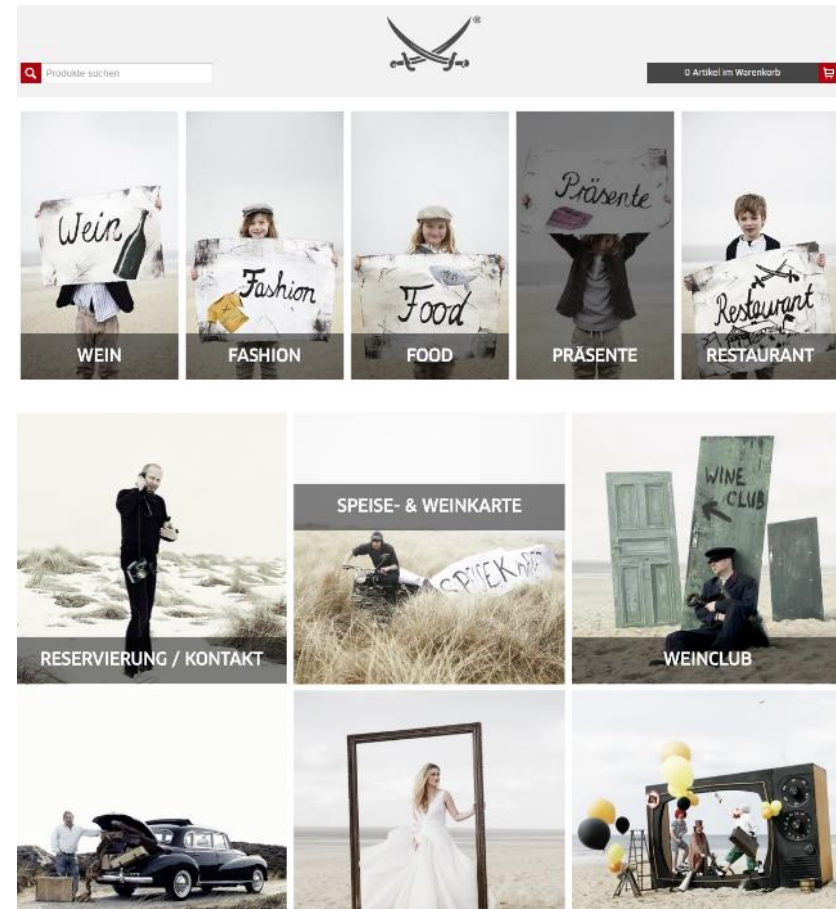 ®
Produkte suchen
0 Artikel im Warenkorb
Wein
Fashion
Food
Präsente
Restaurant
WEIN
FASHION
FOOD
PRÄSENTE
RESTAURANT
SPEISE- & WEINKARTE
WINE
CLUB
SPEISEKARTE
RESERVIERUNG / KONTAKT
WEINCLUB